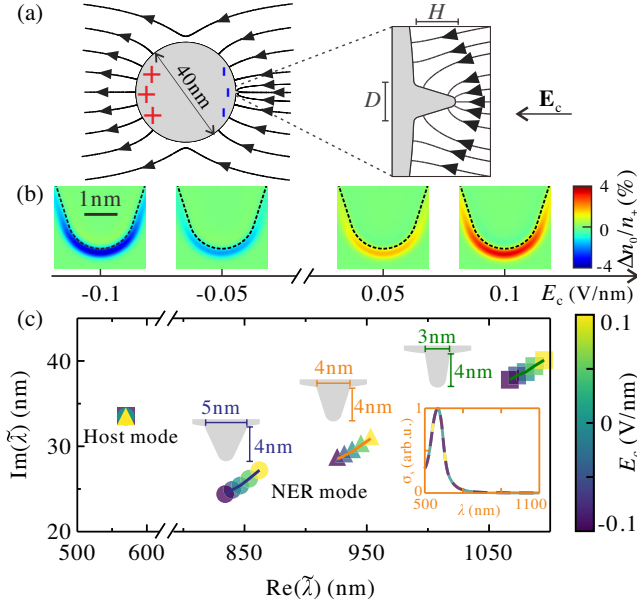 (a)
40nm
H
D
E_c
(b)
1nm
4
0
-4
Δn₀/n₊ (%)
-0.1
-0.05
0.05
0.1
E_c (V/nm)
(c)
40
30
20
Im(λ̃) (nm)
Host mode
5nm
4nm
4nm
4nm
3nm
4nm
NER mode
1
0
σ_s (arb.u.)
500
1100
λ (nm)
500
600
850
950
1050
Re(λ̃) (nm)
0.1
-0.1
E_c (V/nm)